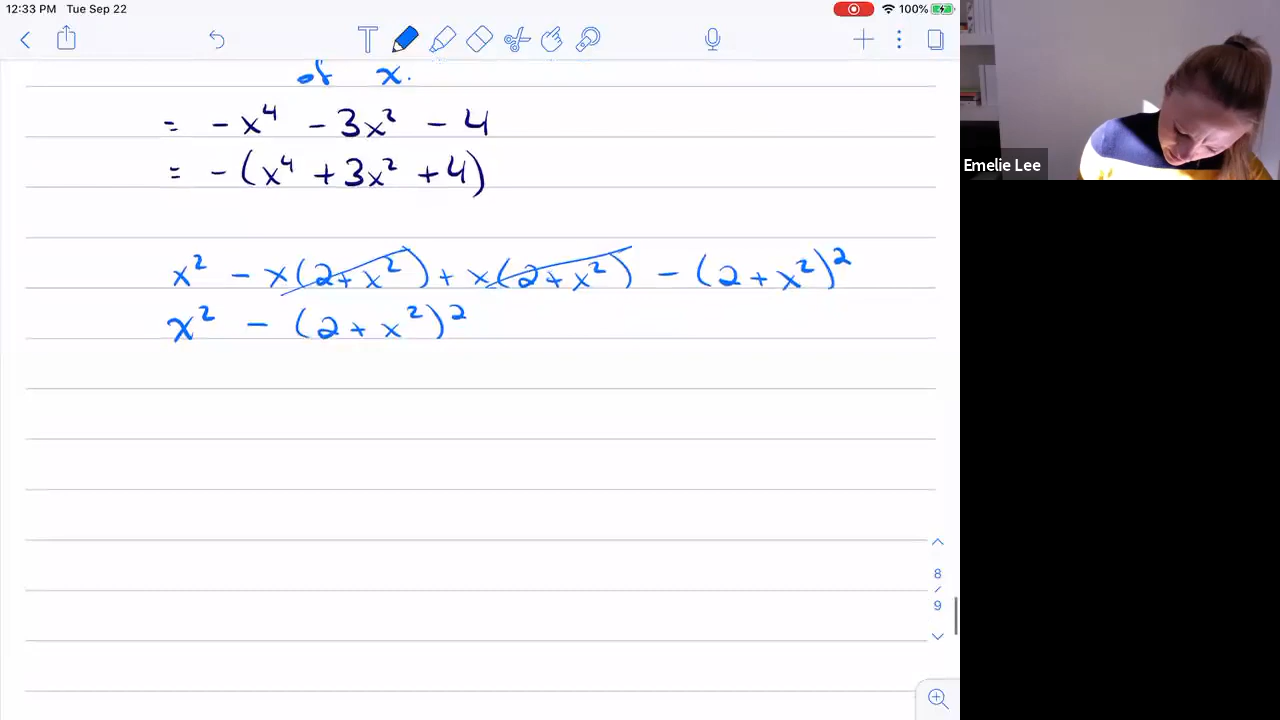 12:33 PM Tue Sep 22
100%
of x.
= - x⁴ - 3x² - 4
= - (x⁴ + 3x² + 4)
Emelie Lee
x² - x(2 + x²) + x(2 + x²) - (2 + x²)²
x² - (2 + x²)²
8
/
9